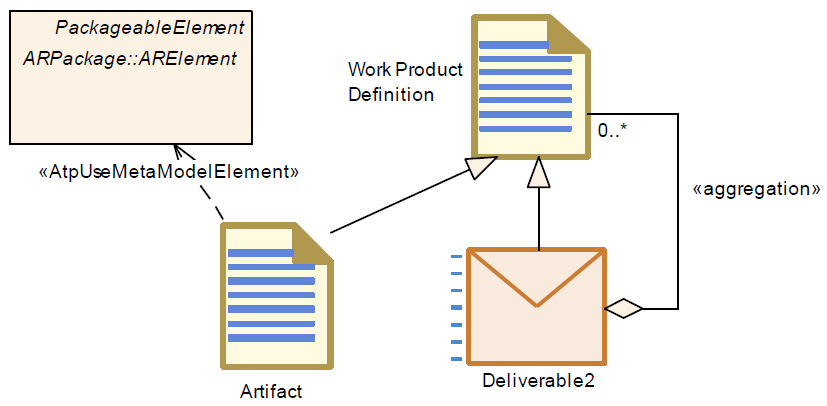 PackageableElement
ARPackage::ARElement
Work Product
Definition
0..*
«AtpUseMetaModelElement»
«aggregation»
Artifact
Deliverable2